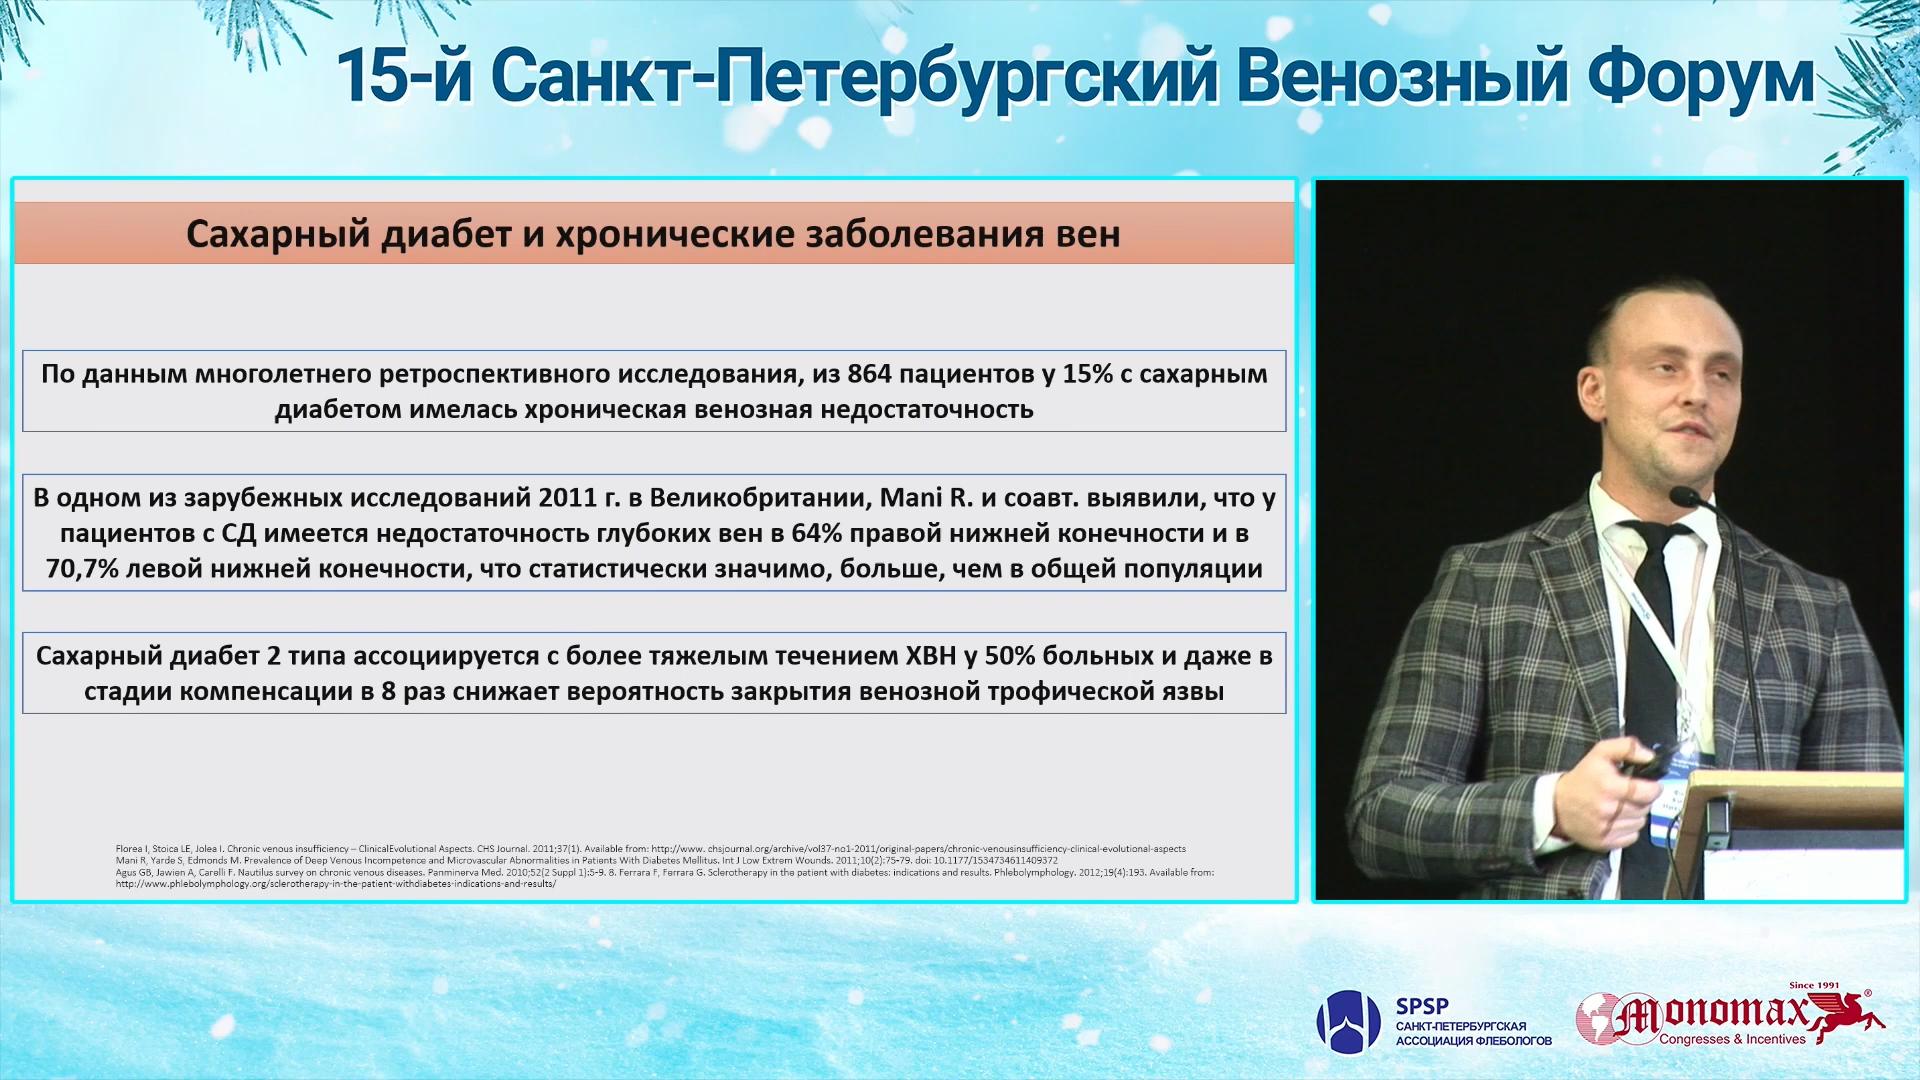 15-й Санкт-Петербургский Венозный Форум
Сахарный диабет и хронические заболевания вен
По данным многолетнего ретроспективного исследования, из 864 пациентов у 15% с сахарным
диабетом имелась хроническая венозная недостаточность
В одном из зарубежных исследований 2011 г. в Великобритании, Mani R. и соавт. выявили, что у
пациентов с СД имеется недостаточность глубоких вен в 64% правой нижней конечности и в
70,7% левой нижней конечности, что статистически значимо, больше, чем в общей популяции
Сахарный диабет 2 типа ассоциируется с более тяжелым течением ХВН у 50% больных и даже в
стадии компенсации в 8 раз снижает вероятность закрытия венозной трофической язвы
Florea I, Stoica LE, Jolea I. Chronic venous insufficiency – ClinicalEvolutional Aspects. CHS Journal. 2011;37(1). Available from: http://www. chsjournal.org/archive/vol37-no1-2011/original-papers/chronic-venousinsufficiency-clinical-evolutional-aspects
Mani R, Yarde S, Edmonds M. Prevalence of Deep Venous Incompetence and Microvascular Abnormalities in Patients With Diabetes Mellitus. Int J Low Extrem Wounds. 2011;10(2):75-79. doi: 10.1177/1534734611409372
Agus GB, Jawien A, Carelli F. Nautilus survey on chronic venous diseases. Panminerva Med. 2010;52(2 Suppl 1):5-9. 8. Ferrara F, Ferrara G. Sclerotherapy in the patient with diabetes: indications and results. Phlebolymphology. 2012;19(4):193. Available from:
http://www.phlebolymphology.org/sclerotherapy-in-the-patient-withdiabetes-indications-and-results/
SPSP
САНКТ-ПЕТЕРБУРГСКАЯ
АССОЦИАЦИЯ ФЛЕБОЛОГОВ
Since 1991
Monomax®
Congresses & Incentives